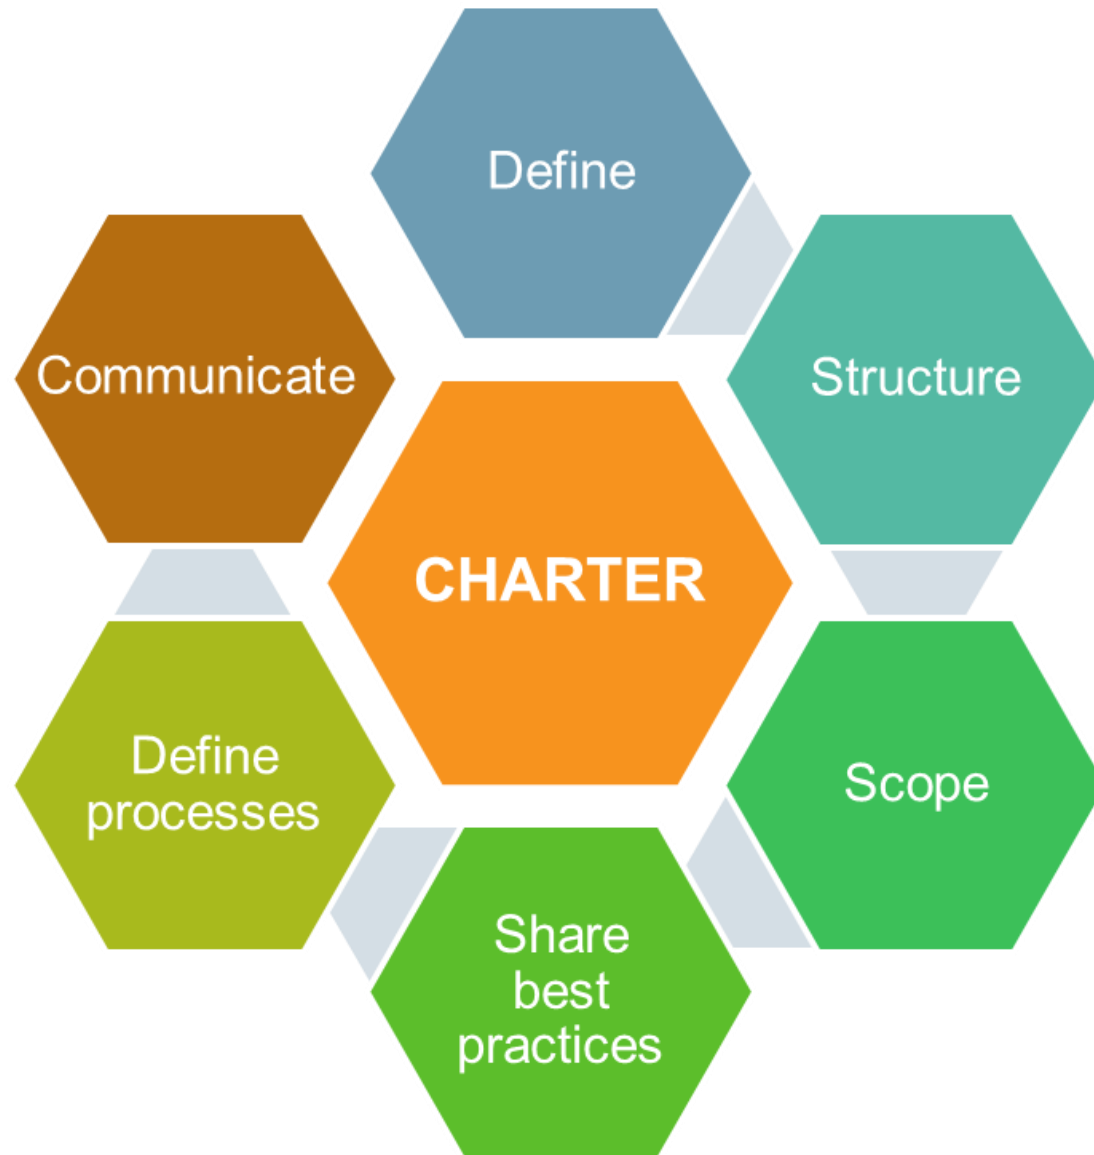 Define
Structure
Scope
Share
best
practices
Define
processes
Communicate
CHARTER